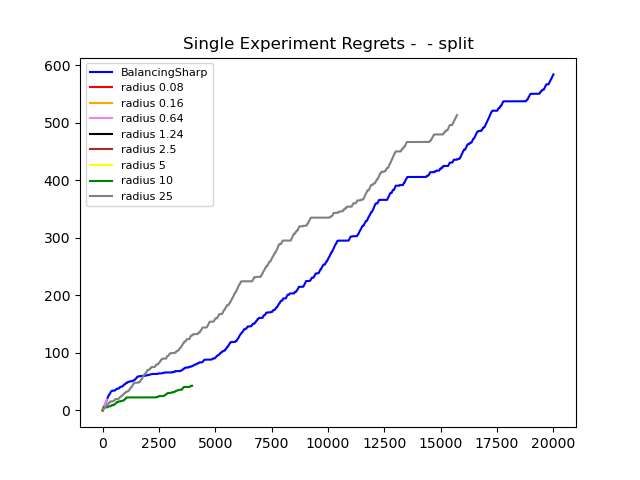 Single Experiment Regrets -  - split
600
500
400
300
200
100
0
BalancingSharp
radius 0.08
radius 0.16
radius 0.64
radius 1.24
radius 2.5
radius 5
radius 10
radius 25
0 2500 5000 7500 10000 12500 15000 17500 20000